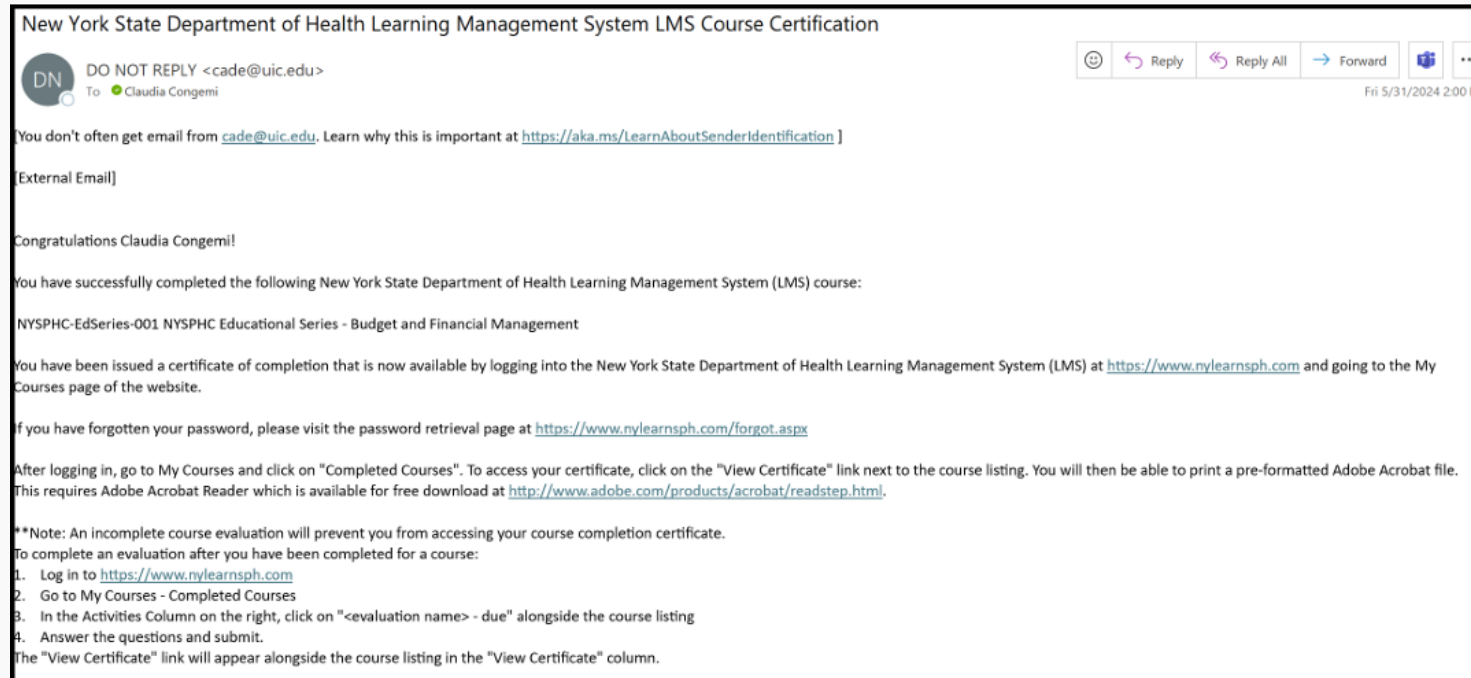 New York State Department of Health Learning Management System LMS Course Certification
DN
DO NOT REPLY <cade@uic.edu>
To Claudia Congemi
Reply
Reply All
Forward
Fri 5/31/2024 2:00
[You don't often get email from cade@uic.edu. Learn why this is important at https://aka.ms/LearnAboutSenderIdentification ]
[External Email]
Congratulations Claudia Congemi!
You have successfully completed the following New York State Department of Health Learning Management System (LMS) course:
NYSPHC-EdSeries-001 NYSPHC Educational Series - Budget and Financial Management
You have been issued a certificate of completion that is now available by logging into the New York State Department of Health Learning Management System (LMS) at https://www.nylearnsph.com and going to the My
Courses page of the website.
If you have forgotten your password, please visit the password retrieval page at https://www.nylearnsph.com/forgot.aspx
After logging in, go to My Courses and click on "Completed Courses". To access your certificate, click on the "View Certificate" link next to the course listing. You will then be able to print a pre-formatted Adobe Acrobat file.
This requires Adobe Acrobat Reader which is available for free download at http://www.adobe.com/products/acrobat/readstep.html.
**Note: An incomplete course evaluation will prevent you from accessing your course completion certificate.
To complete an evaluation after you have been completed for a course:
1. Log in to https://www.nylearnsph.com
2. Go to My Courses - Completed Courses
3. In the Activities Column on the right, click on "<evaluation name> - due" alongside the course listing
4. Answer the questions and submit.
The "View Certificate" link will appear alongside the course listing in the "View Certificate" column.